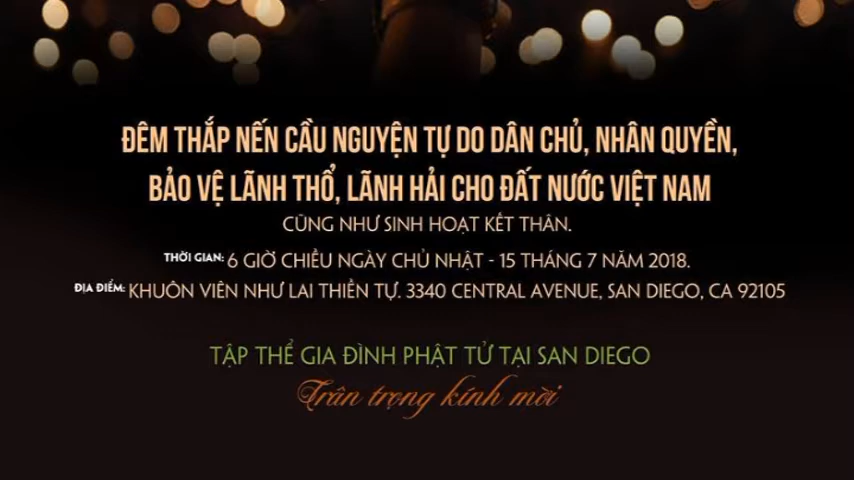 ĐÊM THẮP NẾN CẦU NGUYỆN TỰ DO DÂN CHỦ, NHÂN QUYỀN,
BẢO VỆ LÃNH THỔ, LÃNH HẢI CHO ĐẤT NƯỚC VIỆT NAM
CŨNG NHƯ SINH HOẠT KẾT THÂN.
THỜI GIAN: 6 GIỜ CHIỀU NGÀY CHỦ NHẬT - 15 THÁNG 7 NĂM 2018.
ĐỊA ĐIỂM: KHUÔN VIÊN NHƯ LAI THIỀN TỰ. 3340 CENTRAL AVENUE, SAN DIEGO, CA 92105
TẬP THỂ GIA ĐÌNH PHẬT TỬ TẠI SAN DIEGO
Trân trọng kính mời